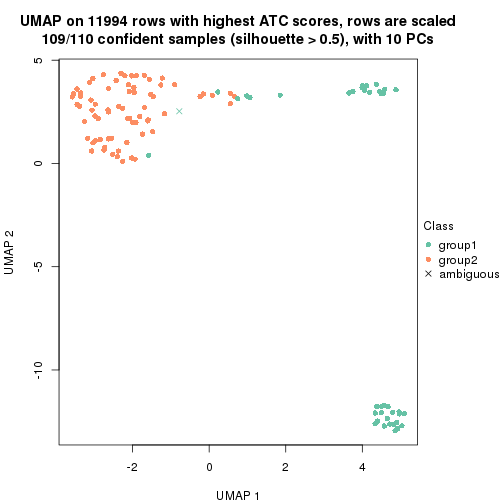 UMAP on 11994 rows with highest ATC scores, rows are scaled
109/110 confident samples (silhouette > 0.5), with 10 PCs
5
0
-5
-10
UMAP 2
-2
0
2
4
UMAP 1
Class
group1
group2
ambiguous